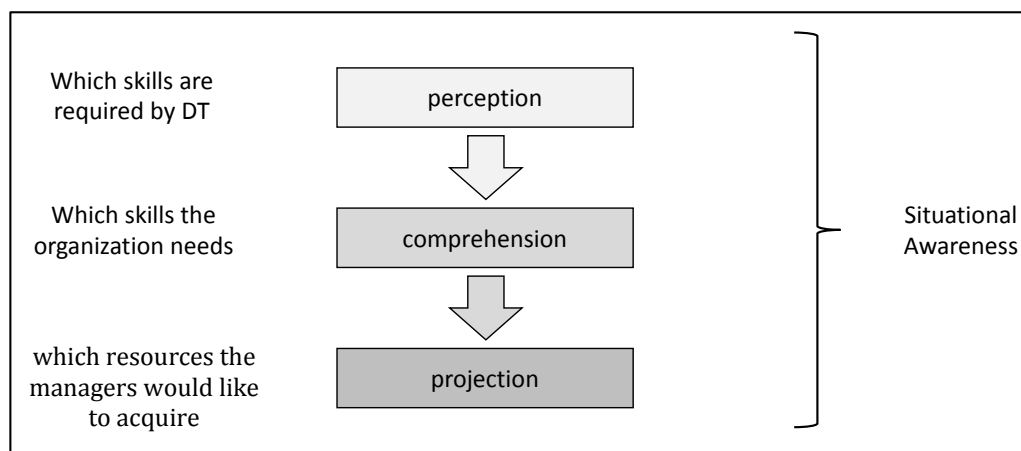 Which skills are
required by DT
perception
Which skills the
organization needs
comprehension
Situational
Awareness
which resources the
managers would like
to acquire
projection